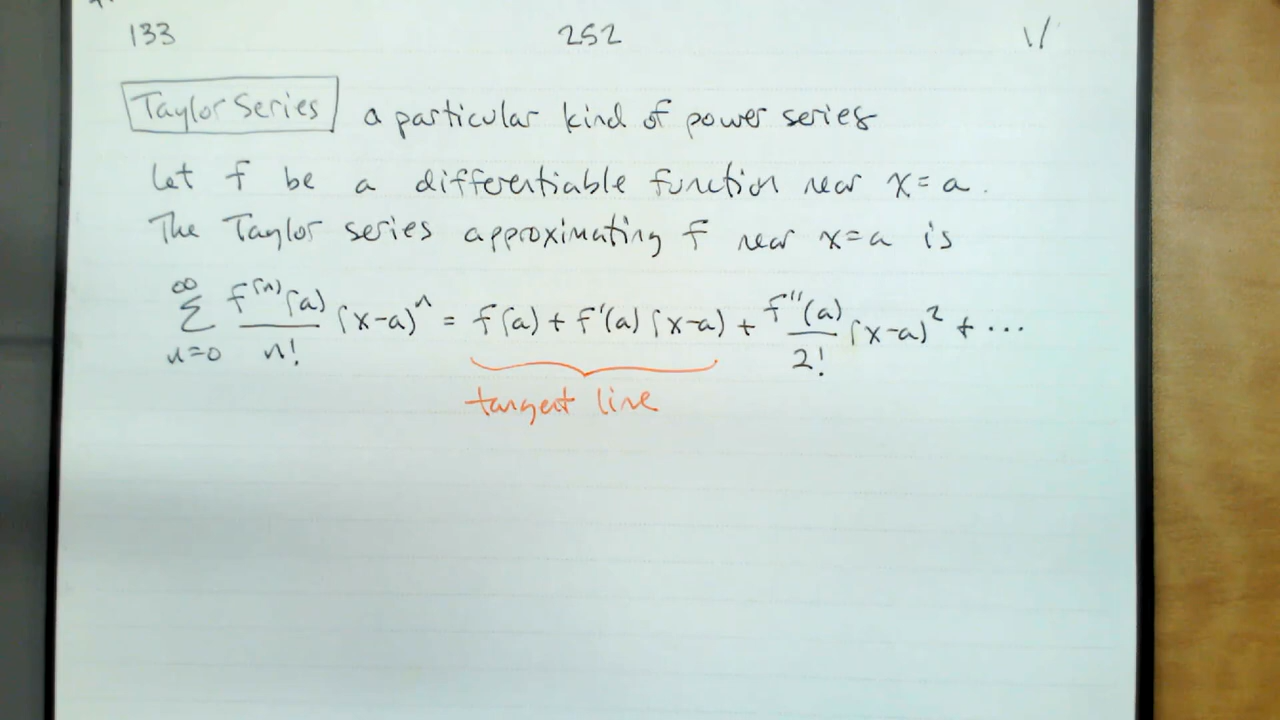 133 252 1/
Taylor Series a particular kind of power series
Let f be a differentiable function near x=a.
The Taylor series approximating f near x=a is
∞ Σ n=0 f⁽ⁿ⁾(a)/n! (x-a)ⁿ = f(a) + f'(a)(x-a) + f''(a)/2! (x-a)² + ...
tangent line